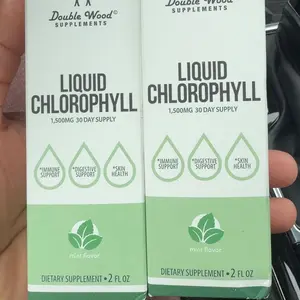 Double Wood©
SUPPLEMENTS
LIQUID
CHLOROPHYLL
1,500MG 30 DAY SUPPLY
*IMMUNE
SUPPORT
*DIGESTIVE
SUPPORT
*SKIN
HEALTH
mint flavor
DIETARY SUPPLEMENT • 2 FL OZ
Double Wood©
SUPPLEMENTS
LIQUID
CHLOROPHYLL
1,500MG 30 DAY SUPPLY
*IMMUNE
SUPPORT
*DIGESTIVE
SUPPORT
*SKIN
HEALTH
mint flavor
DIETARY SUPPLEMENT • 2 FL OZ